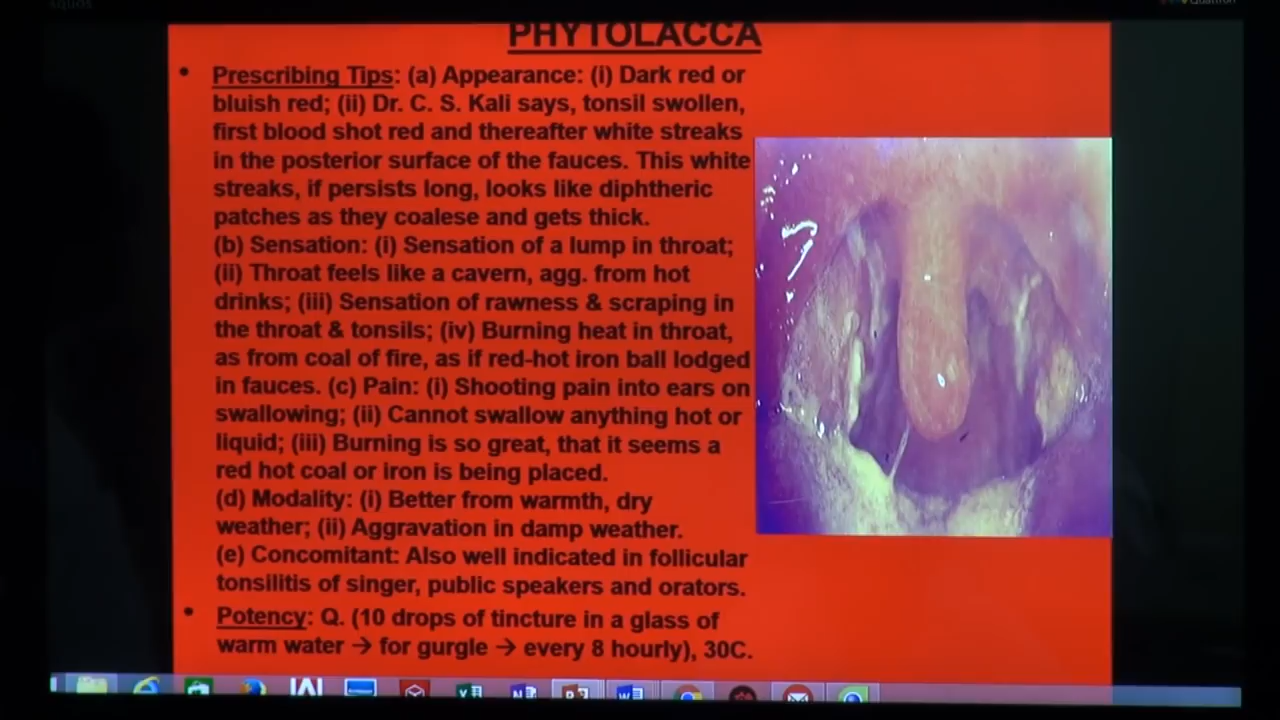 PHYTOLACCA
• Prescribing Tips: (a) Appearance: (i) Dark red or
bluish red; (ii) Dr. C. S. Kali says, tonsil swollen,
first blood shot red and thereafter white streaks
in the posterior surface of the fauces. This white
streaks, if persists long, looks like diphtheric
patches as they coalese and gets thick.
(b) Sensation: (i) Sensation of a lump in throat;
(ii) Throat feels like a cavern, agg. from hot
drinks; (iii) Sensation of rawness & scraping in
the throat & tonsils; (iv) Burning heat in throat,
as from coal of fire, as if red-hot iron ball lodged
in fauces. (c) Pain: (i) Shooting pain into ears on
swallowing; (ii) Cannot swallow anything hot or
liquid; (iii) Burning is so great, that it seems a
red hot coal or iron is being placed.
(d) Modality: (i) Better from warmth, dry
weather; (ii) Aggravation in damp weather.
(e) Concomitant: Also well indicated in follicular
tonsilitis of singer, public speakers and orators.
• Potency: Q. (10 drops of tincture in a glass of
warm water → for gurgle → every 8 hourly), 30C.